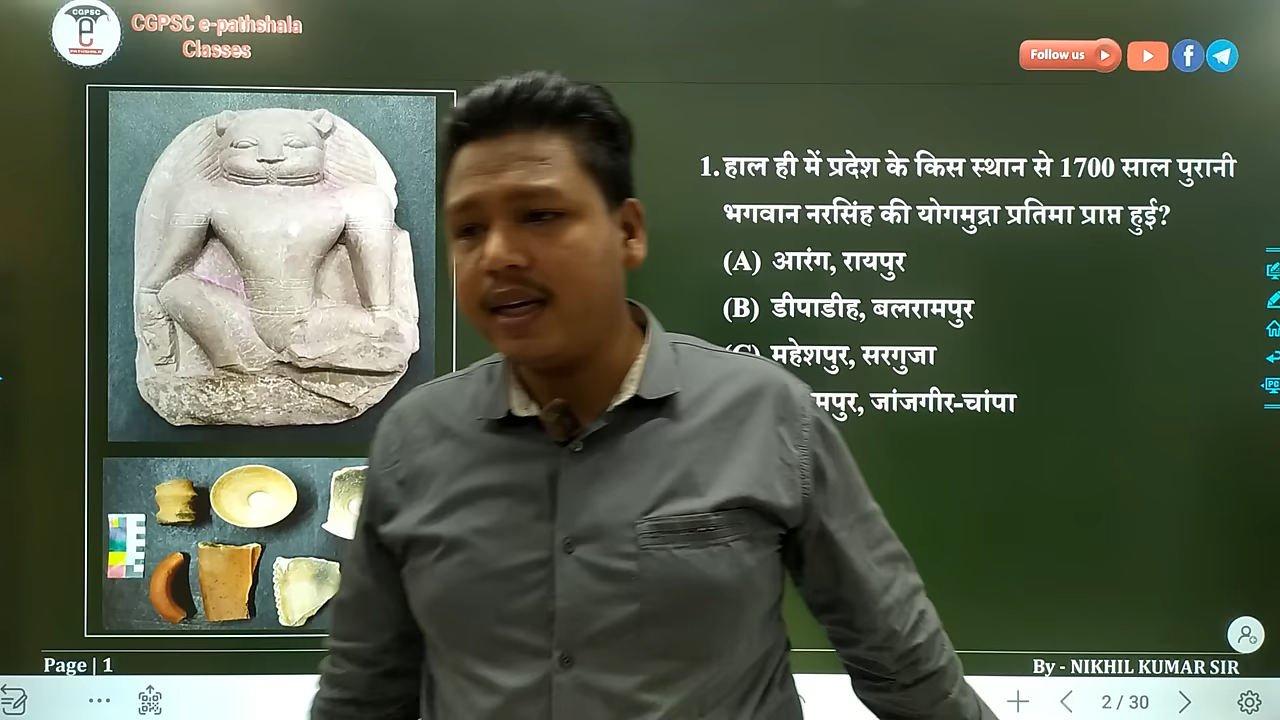 CGPSC
e
CGPSC e-pathshala
Classes
Follow us
1. हाल ही में प्रदेश के किस स्थान से 1700 साल पुरानी
भगवान नरसिंह की योगमुद्रा प्रतिमा प्राप्त हुई?
(A) आरंग, रायपुर
(B) डीपाडीह, बलरामपुर
(C) महेशपुर, सरगुजा
जांजगीर-चांपा
Page | 1
By - NIKHIL KUMAR SIR
2 / 30